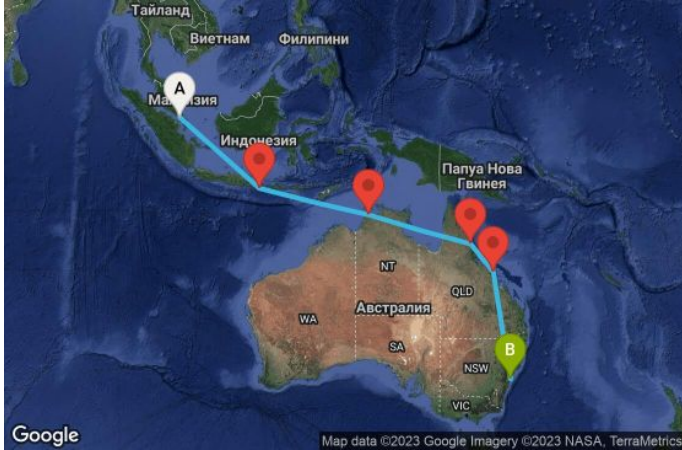 Тайланд
Виетнам
Филипини
A
Малайзия
Индонезия
Папуа Нова
Гвинея
NT
QLD
Австралия
WA
SA
B
NSW
VIC
Google
Map data ©2023 Google Imagery ©2023 NASA, TerraMetrics